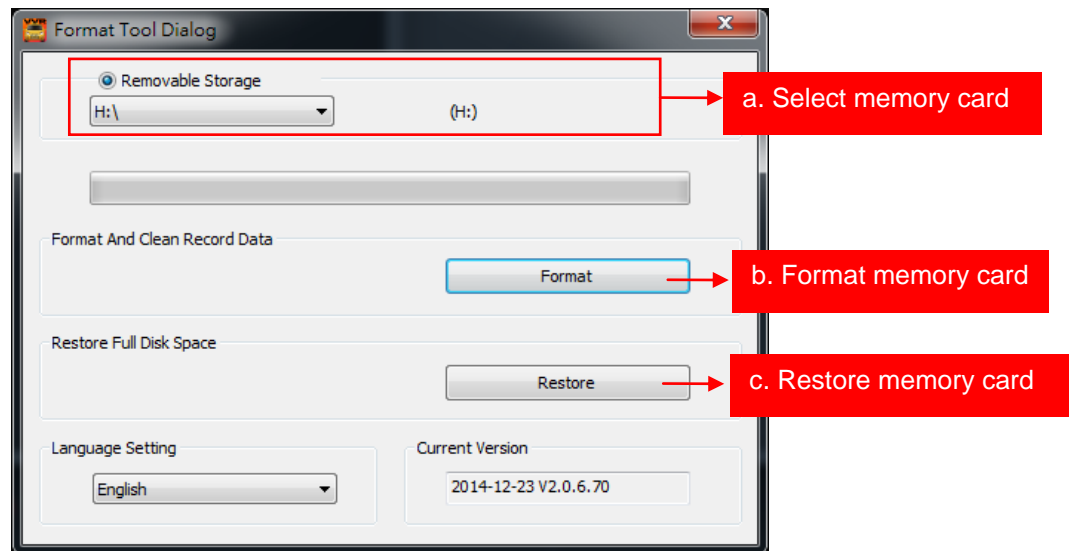 Format Tool Dialog
Removable Storage
H:\
(H:)
a. Select memory card
Format And Clean Record Data
Format
b. Format memory card
Restore Full Disk Space
Restore
c. Restore memory card
Language Setting
Current Version
English
2014-12-23 V2.0.6.70